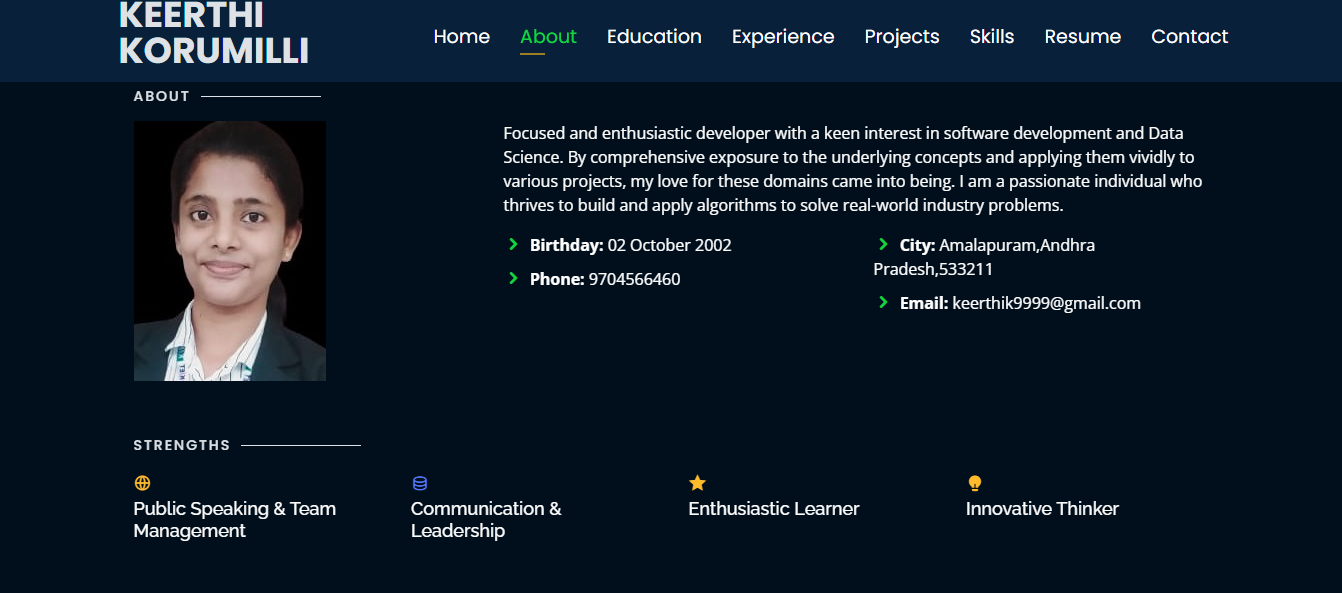 KEERTHI
KORUMILLI
Home About Education Experience Projects Skills Resume Contact
ABOUT
Focused and enthusiastic developer with a keen interest in software development and Data
Science. By comprehensive exposure to the underlying concepts and applying them vividly to
various projects, my love for these domains came into being. I am a passionate individual who
thrives to build and apply algorithms to solve real-world industry problems.
Birthday: 02 October 2002
Phone: 9704566460
City: Amalapuram,Andhra
Pradesh,533211
Email: keerthik9999@gmail.com
STRENGTHS
Public Speaking & Team
Management
Communication &
Leadership
Enthusiastic Learner
Innovative Thinker